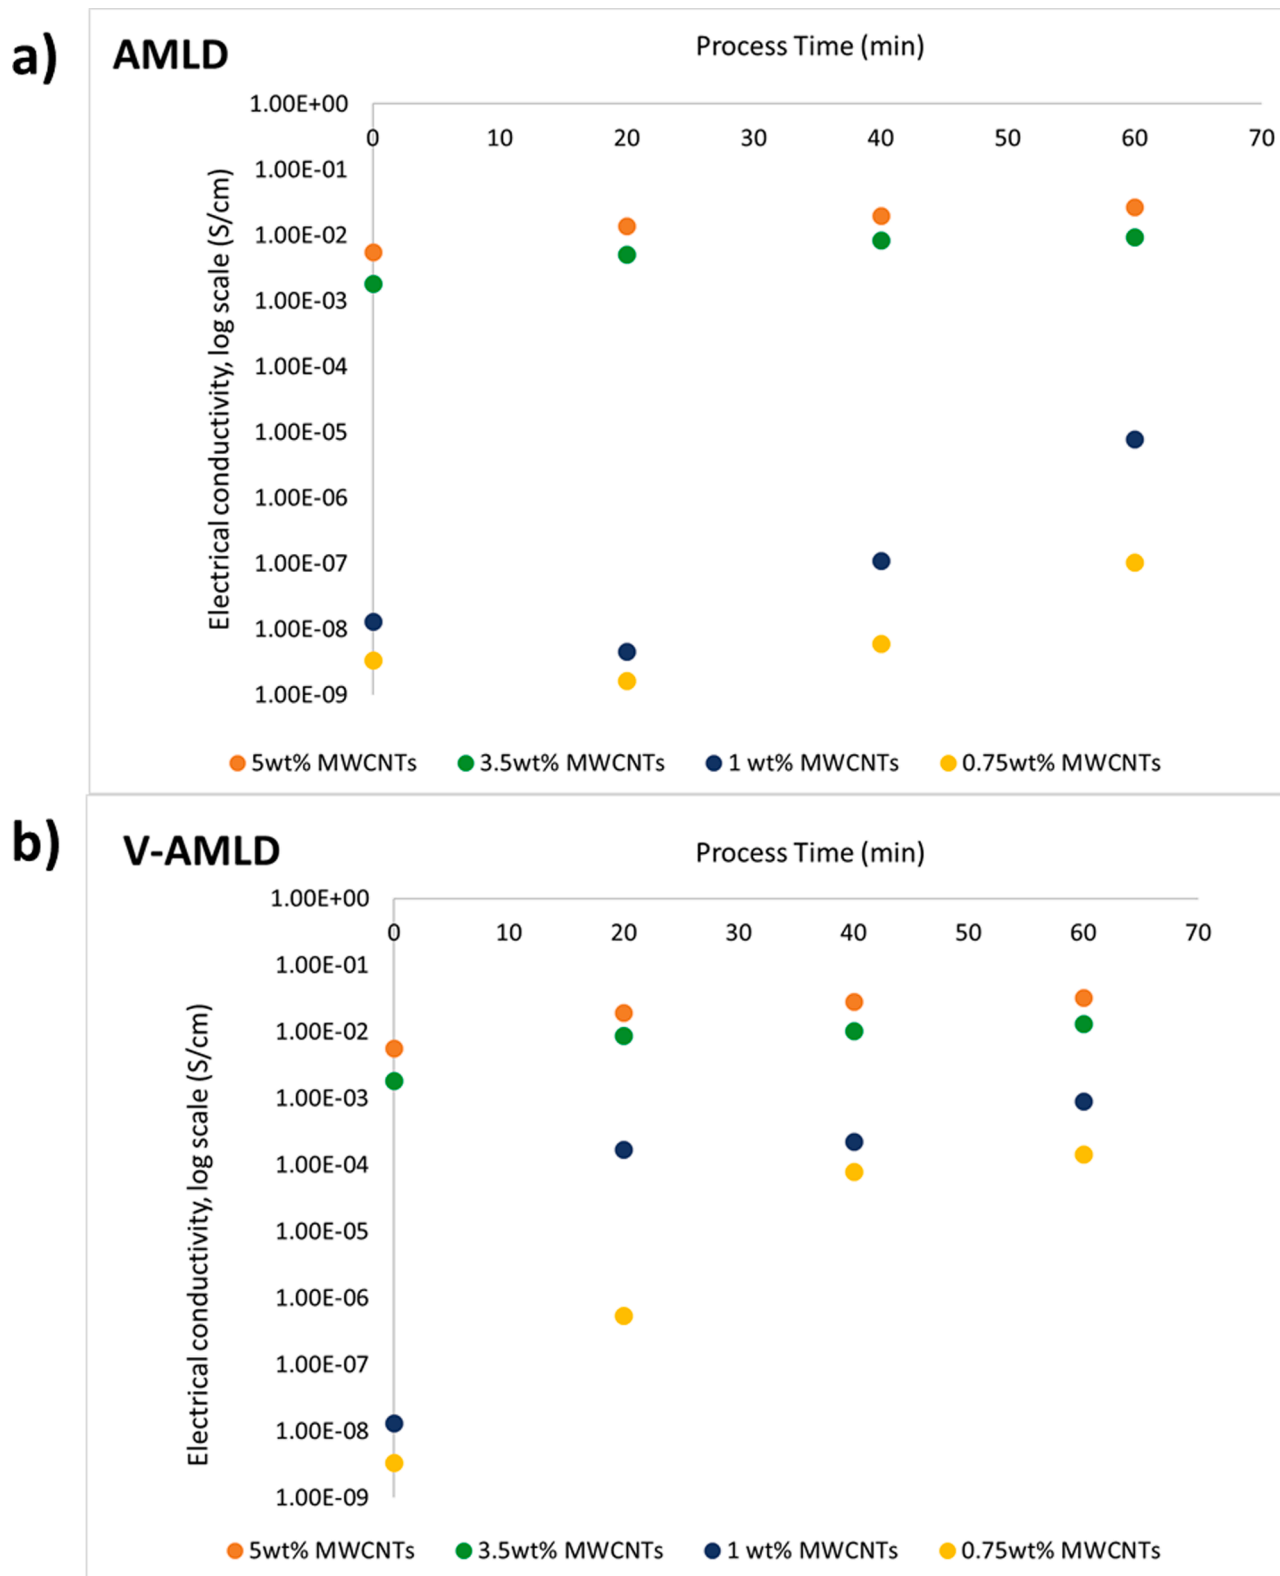 a)
AMLD
Process Time (min)
1.00E+00
0 10 20 30 40 50 60 70
1.00E-01
1.00E-02
1.00E-03
1.00E-04
1.00E-05
1.00E-06
1.00E-07
1.00E-08
1.00E-09
Electrical conductivity, log scale (S/cm)
5wt% MWCNTs 3.5wt% MWCNTs 1 wt% MWCNTs 0.75wt% MWCNTs
b)
V-AMLD
Process Time (min)
1.00E+00
0 10 20 30 40 50 60 70
1.00E-01
1.00E-02
1.00E-03
1.00E-04
1.00E-05
1.00E-06
1.00E-07
1.00E-08
1.00E-09
Electrical conductivity, log scale (S/cm)
5wt% MWCNTs 3.5wt% MWCNTs 1 wt% MWCNTs 0.75wt% MWCNTs